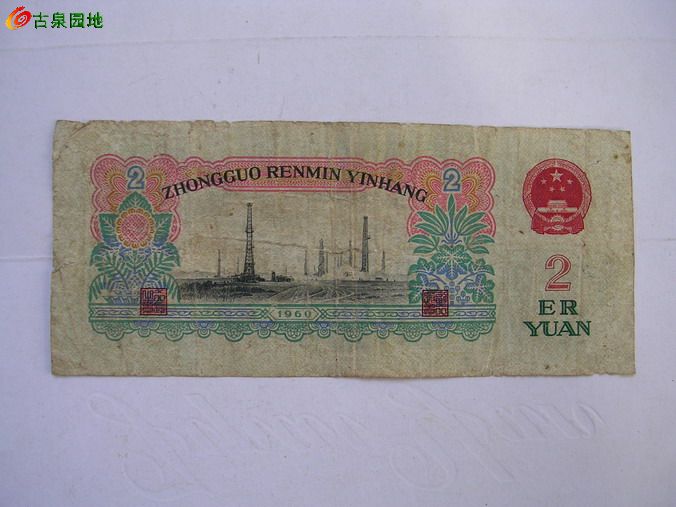 古泉园地
ZHONGGUO RENMIN YINHANG
2
2
2
ER
YUAN
1960